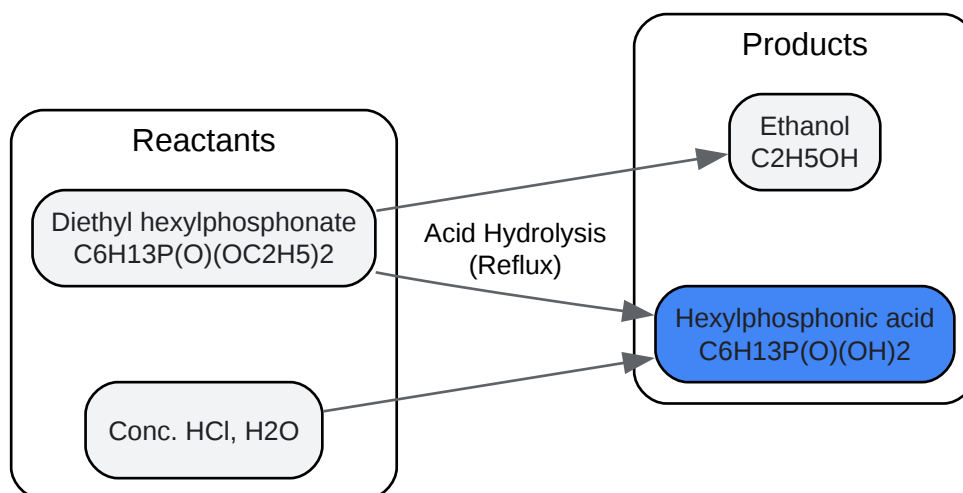 Reactants
Diethyl hexylphosphonate
C6H13P(O)(OC2H5)2
Conc. HCl, H2O
Acid Hydrolysis
(Reflux)
Products
Ethanol
C2H5OH
Hexylphosphonic acid
C6H13P(O)(OH)2